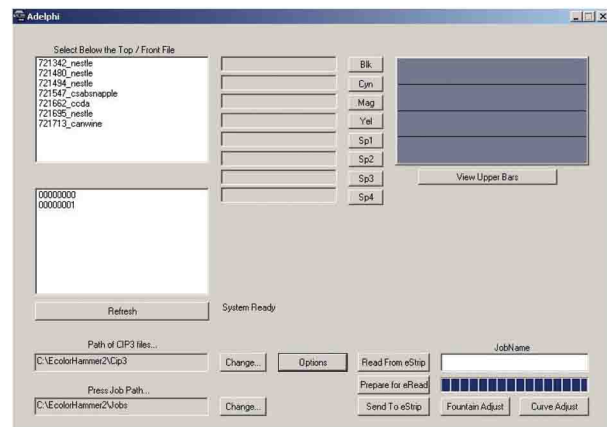 Adelphi
Select Below the Top / Front File
721342_nestle
721480_nestle
721494_nestle
721547_csabsnapple
721662_ccda
721695_nestle
721713_canwine
Blk
Cyn
Mag
Yel
Sp1
Sp2
Sp3
Sp4
View Upper Bars
00000000
00000001
Refresh
System Ready
Path of CIP3 files...
C:\EcolorHammer2\Cip3
Change...
Options
Read From eStrip
JobName
Prepare for eRead
Press Job Path...
C:\EcolorHammer2\Jobs
Change...
Send To eStrip
Fountain Adjust
Curve Adjust